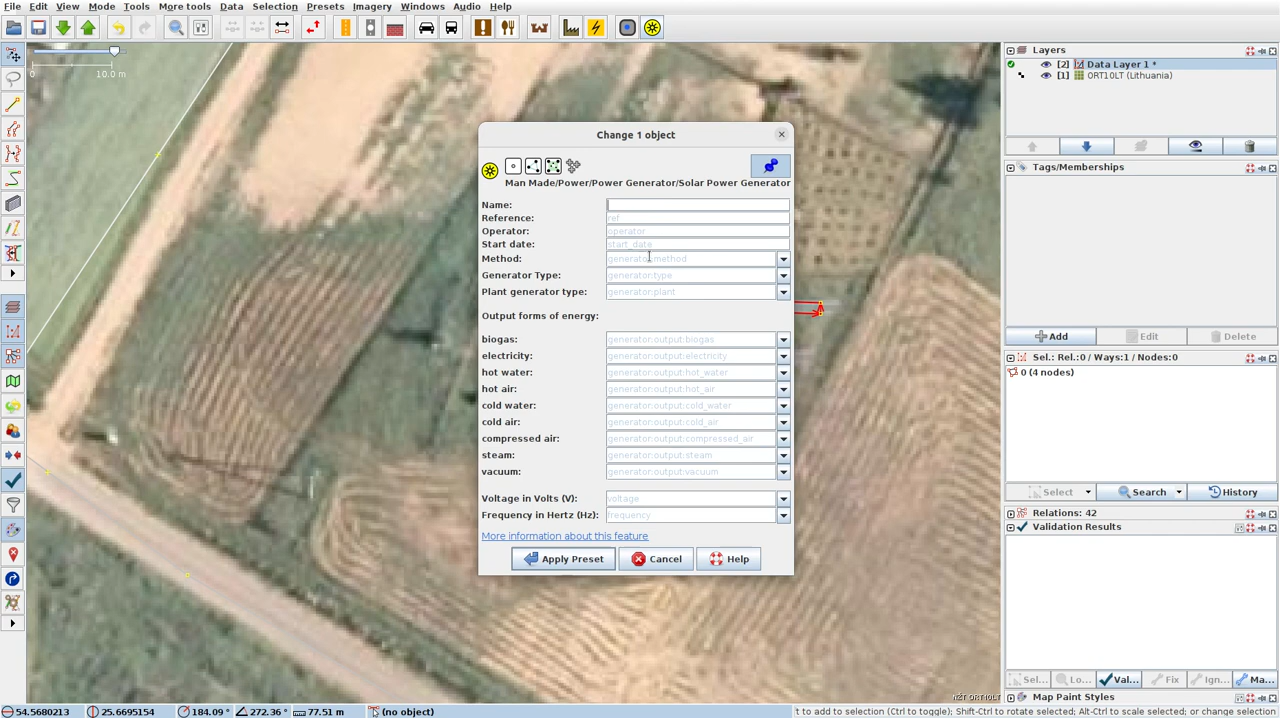 File Edit View Mode Tools More tools Data Selection Presets Imagery Windows Audio Help
0 10.0 m
Layers
[2] Data Layer 1 *
[1] ORT10LT (Lithuania)
Tags/Memberships
Add Edit Delete
Sel.: Rel.:0 / Ways:1 / Nodes:0
0 (4 nodes)
Select Search History
Relations: 42
Validation Results
Sel... Lo... Val... Fix Ign... Ma...
Map Paint Styles
Change 1 object
Man Made/Power/Power Generator/Solar Power Generator
Name:
Reference: ref
Operator: operator
Start date: start_date
Method: generator:method
Generator Type: generator:type
Plant generator type: generator:plant
Output forms of energy:
biogas: generator:output:biogas
electricity: generator:output:electricity
hot water: generator:output:hot_water
hot air: generator:output:hot_air
cold water: generator:output:cold_water
cold air: generator:output:cold_air
compressed air: generator:output:compressed_air
steam: generator:output:steam
vacuum: generator:output:vacuum
Voltage in Volts (V): voltage
Frequency in Hertz (Hz): frequency
More information about this feature
Apply Preset Cancel Help
54.5680213 25.6695154 184.09° 272.36° 77.51 m (no object) 't to add to selection (Ctrl to toggle); Shift-Ctrl to rotate selected; Alt-Ctrl to scale selected; or change selection